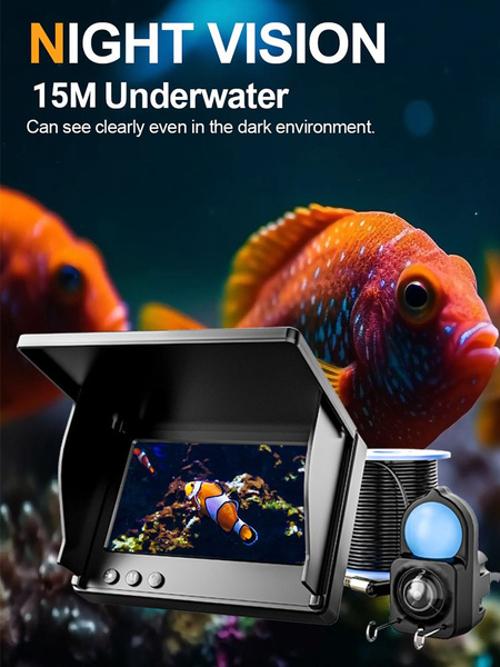 NIGHT VISION
15M Underwater
Can see clearly even in the dark environment.